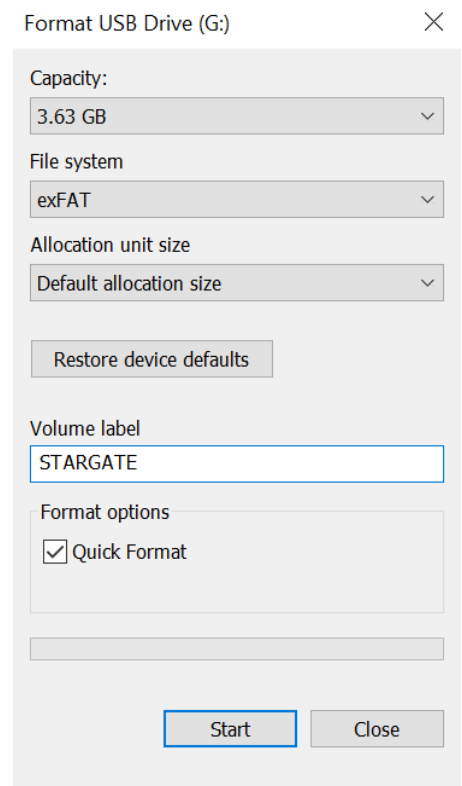 Format USB Drive (G:)
Capacity:
3.63 GB
File system
exFAT
Allocation unit size
Default allocation size
Restore device defaults
Volume label
STARGATE
Format options
Quick Format
Start Close